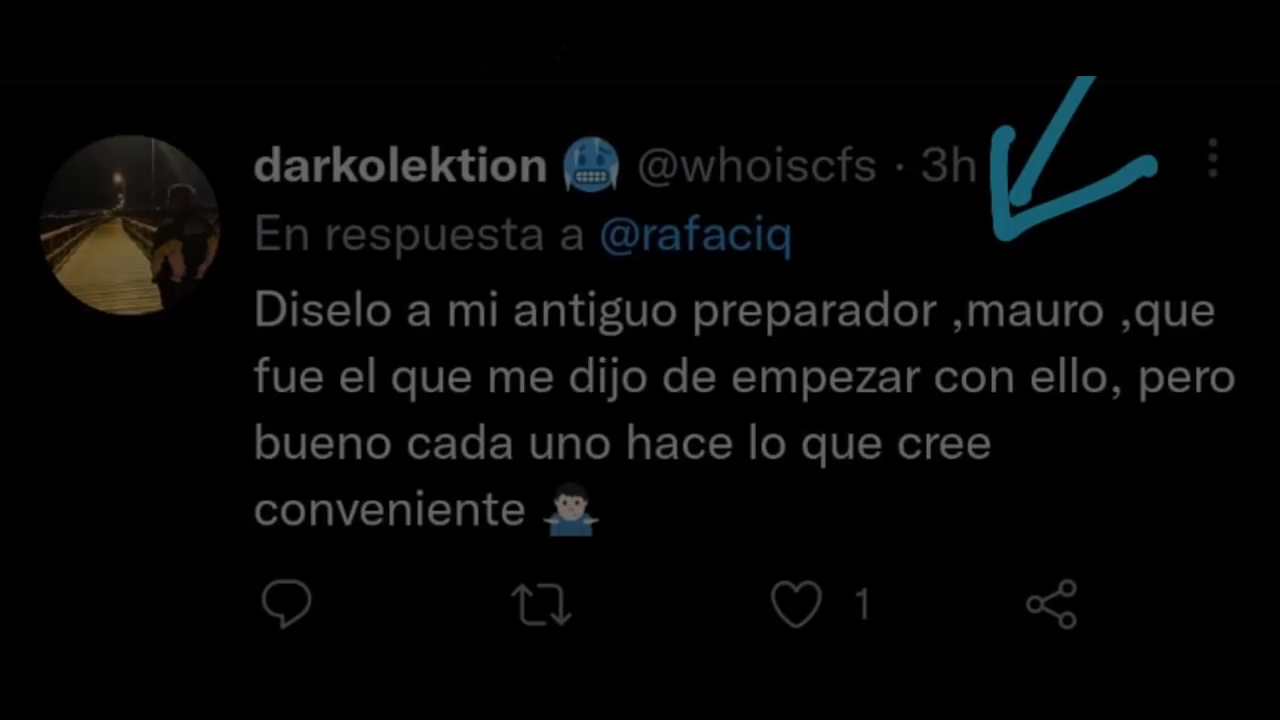 darkolektion 🥶 @whoiscfs · 3h
En respuesta a @rafaciq
Diselo a mi antiguo preparador ,mauro ,que
fue el que me dijo de empezar con ello, pero
bueno cada uno hace lo que cree
conveniente 🤷🏻‍♂️
1